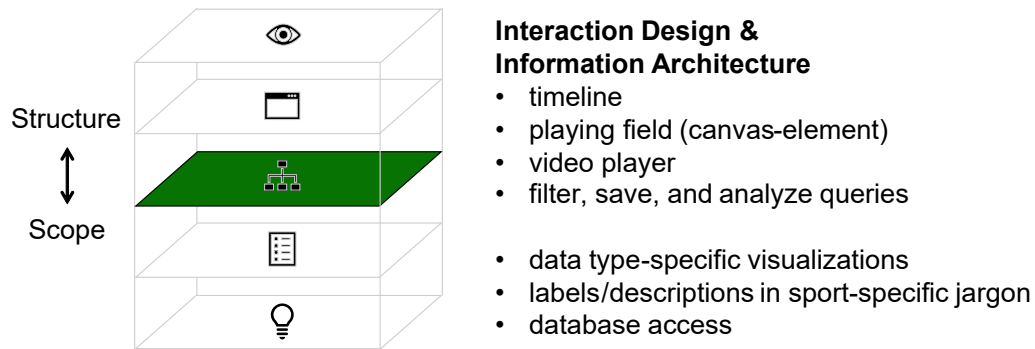 Structure
Scope
Interaction Design &
Information Architecture
• timeline
• playing field (canvas-element)
• video player
• filter, save, and analyze queries
• data type-specific visualizations
• labels/descriptions in sport-specific jargon
• database access